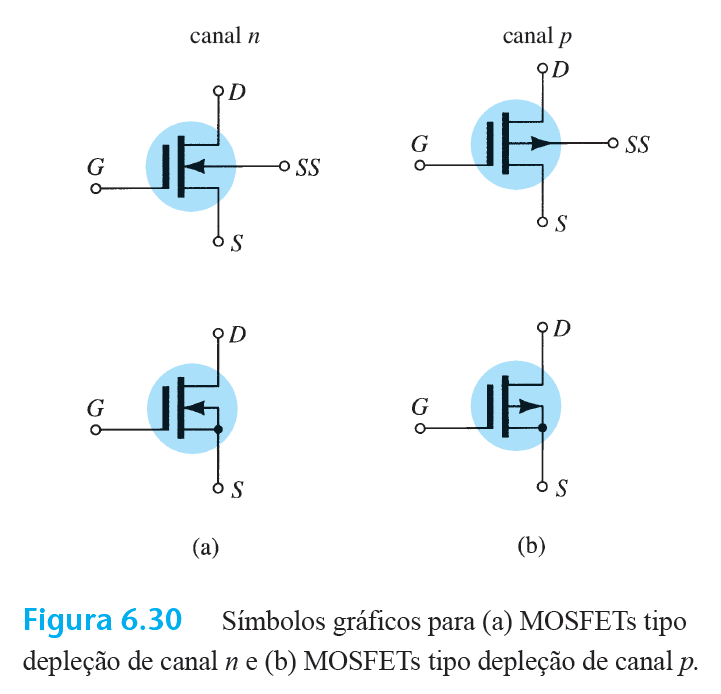 canal n
canal p
D
D
G
SS
G
SS
S
S
D
D
G
G
S
S
(a)
(b)
Figura 6.30 Símbolos gráficos para (a) MOSFETs tipo
depleção de canal n e (b) MOSFETs tipo depleção de canal p.